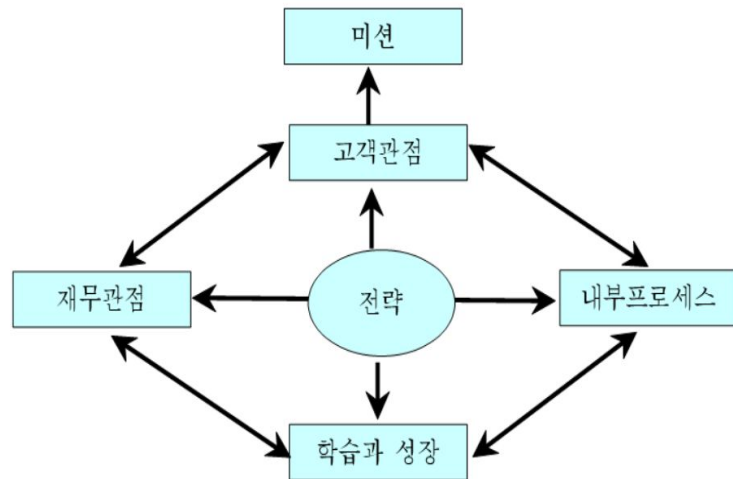 미션
고객관점
재무관점
전략
내부프로세스
학습과 성장